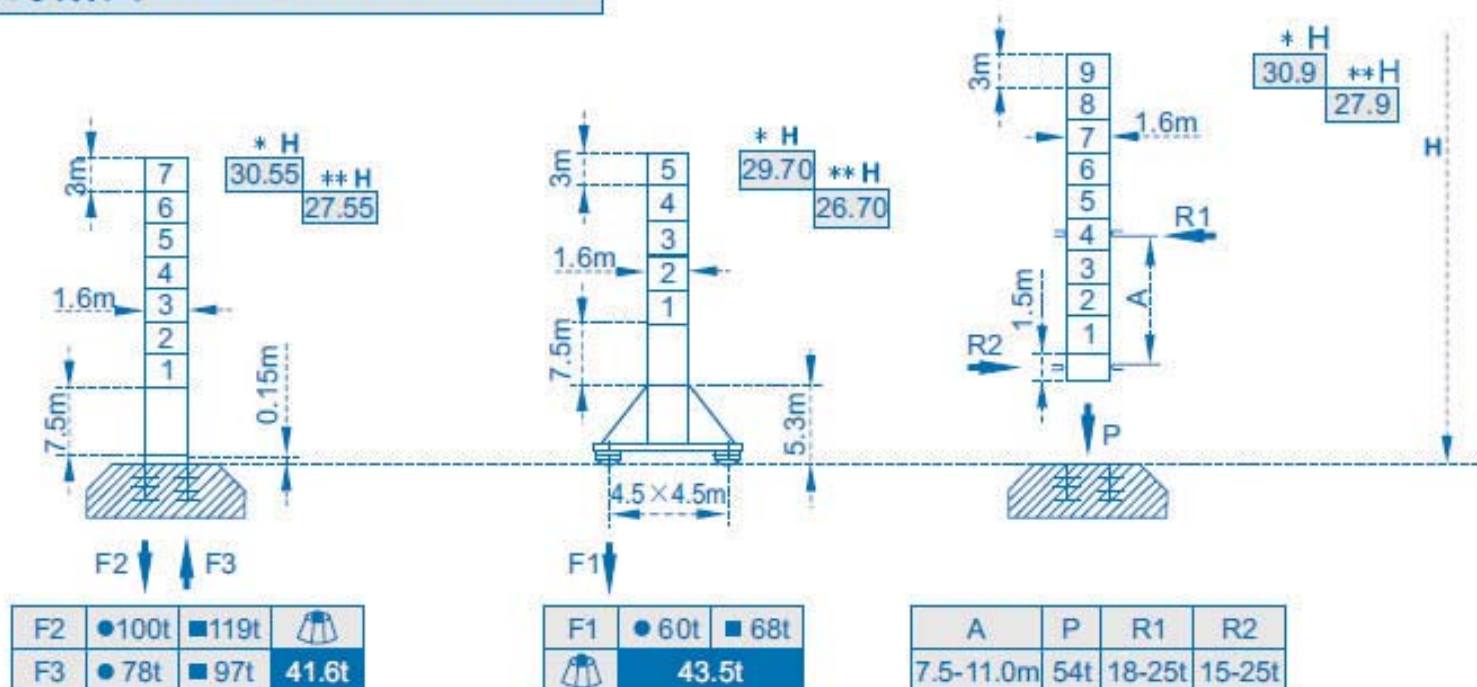 * H
30.55
** H
27.55
3m
7
6
5
4
3
2
1
1.6m
7.5m
0.15m
F2
F3
F2 ●100t ■119t
F3 ●78t ■97t 41.6t
* H
29.70
** H
26.70
3m
5
4
3
2
1
1.6m
7.5m
5.3m
4.5×4.5m
F1
F1 ●60t ■68t
43.5t
* H
30.9
**H
27.9
3m
9
8
7
6
5
4
3
2
1
1.6m
H
R1
A
1.5m
R2
P
A P R1 R2
7.5-11.0m 54t 18-25t 15-25t